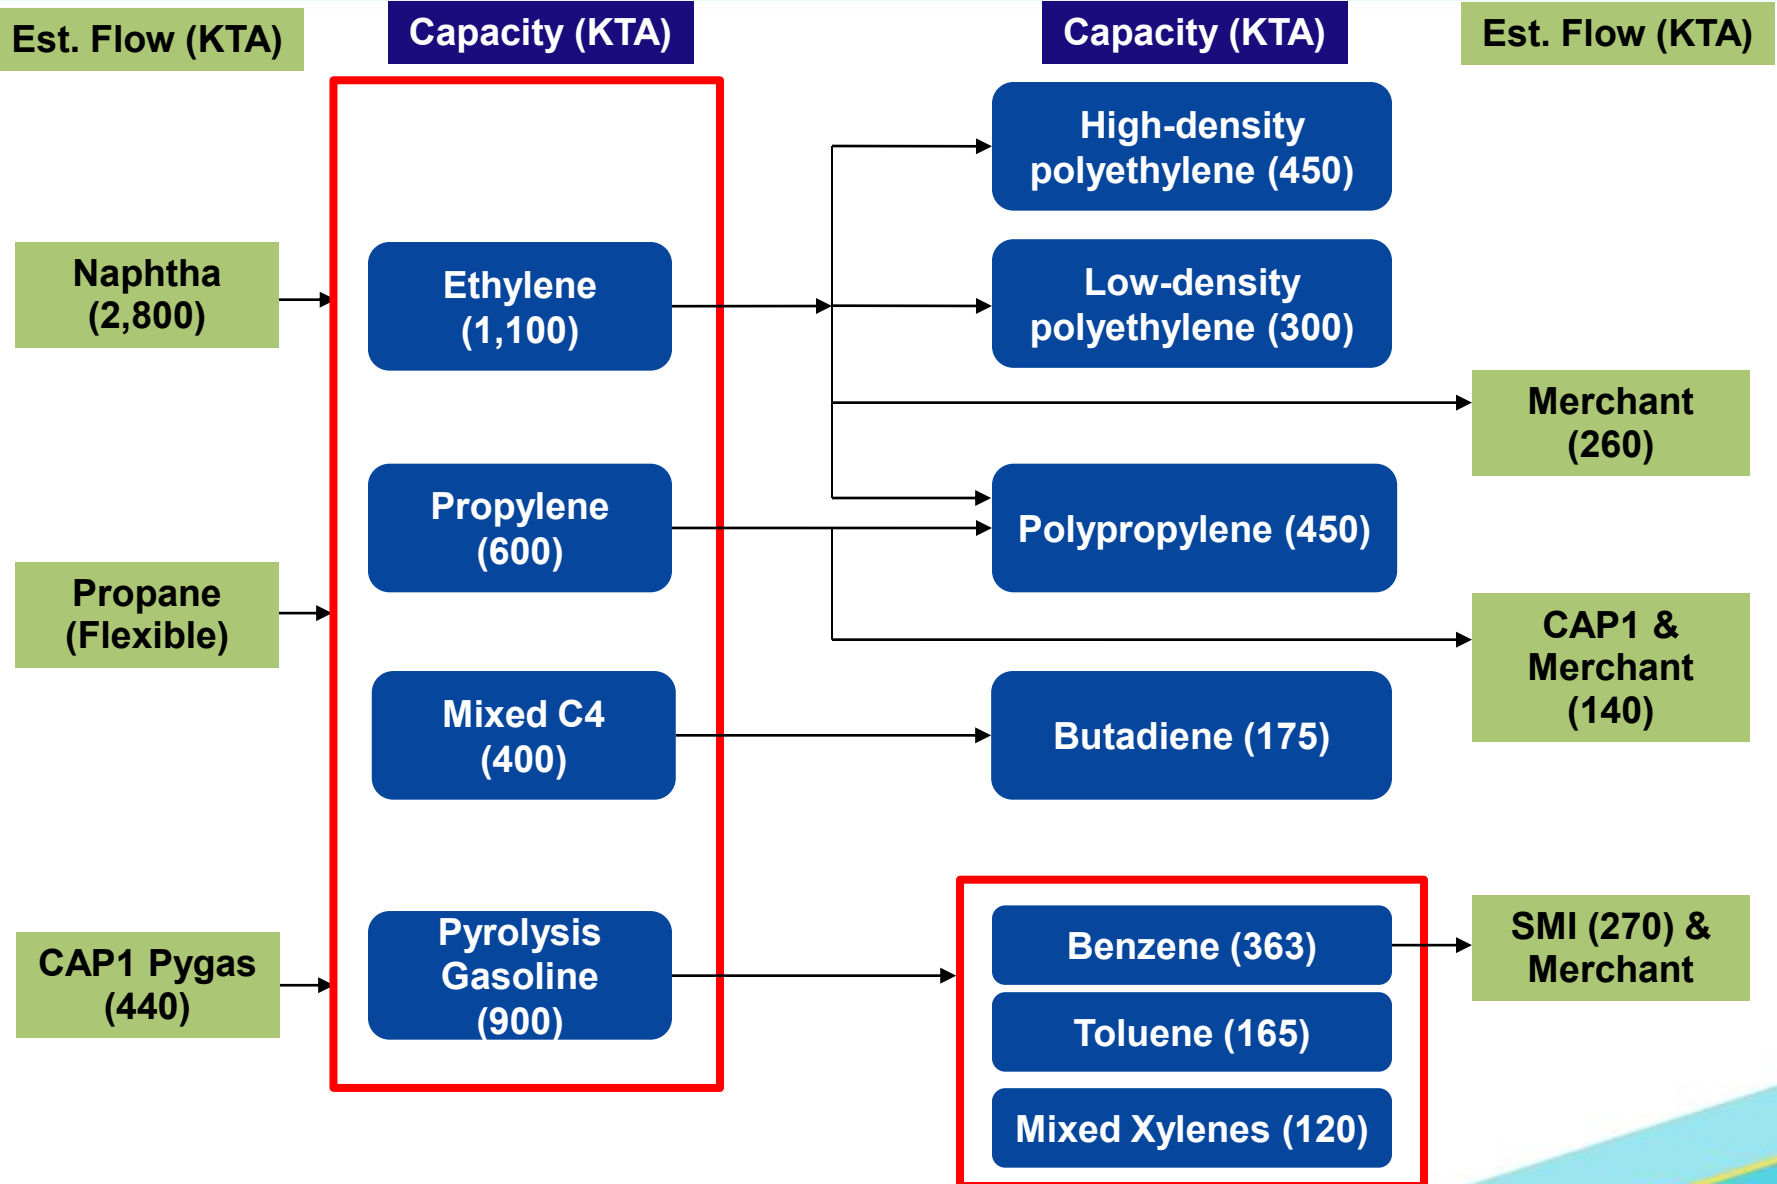 Est. Flow (KTA)
Capacity (KTA)
Capacity (KTA)
Est. Flow (KTA)
Naphtha
(2,800)
Propane
(Flexible)
CAP1 Pygas
(440)
Ethylene
(1,100)
Propylene
(600)
Mixed C4
(400)
Pyrolysis
Gasoline
(900)
High-density
polyethylene (450)
Low-density
polyethylene (300)
Polypropylene (450)
Butadiene (175)
Benzene (363)
Toluene (165)
Mixed Xylenes (120)
Merchant
(260)
CAP1 &
Merchant
(140)
SMI (270) &
Merchant